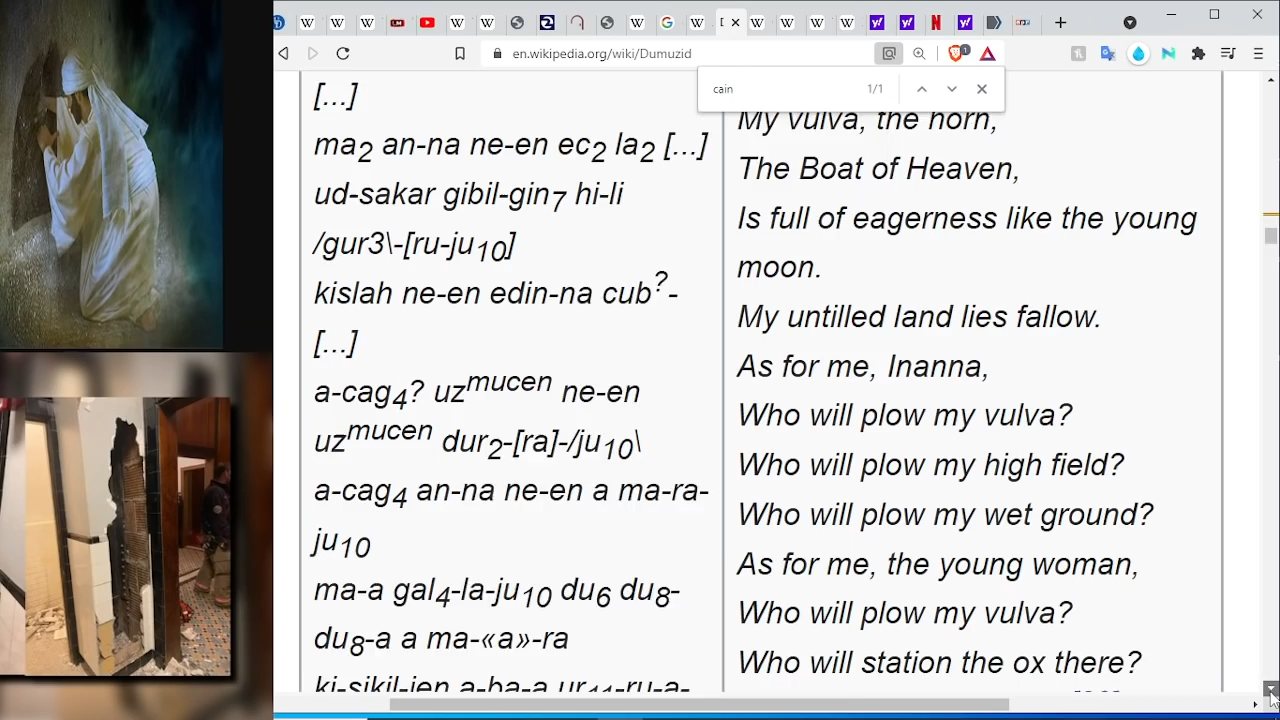 en.wikipedia.org/wiki/Dumuzid
cain
1/1
[...]
ma2 an-na ne-en ec2 la2 [...]
ud-sakar gibil-gin7 hi-li
/gur3\-[ru-ju10]
kislah ne-en edin-na cub?-
[...]
a-cag4? uzmucen ne-en
uzmucen dur2-[ra]-/ju10\
a-cag4 an-na ne-en a ma-ra-
ju10
ma-a gal4-la-ju10 du6 du8-
du8-a a ma-«a»-ra
ki-sikil-jen a-ba-a ur11-ru-a-
My vulva, the horn,
The Boat of Heaven,
Is full of eagerness like the young
moon.
My untilled land lies fallow.
As for me, Inanna,
Who will plow my vulva?
Who will plow my high field?
Who will plow my wet ground?
As for me, the young woman,
Who will plow my vulva?
Who will station the ox there?